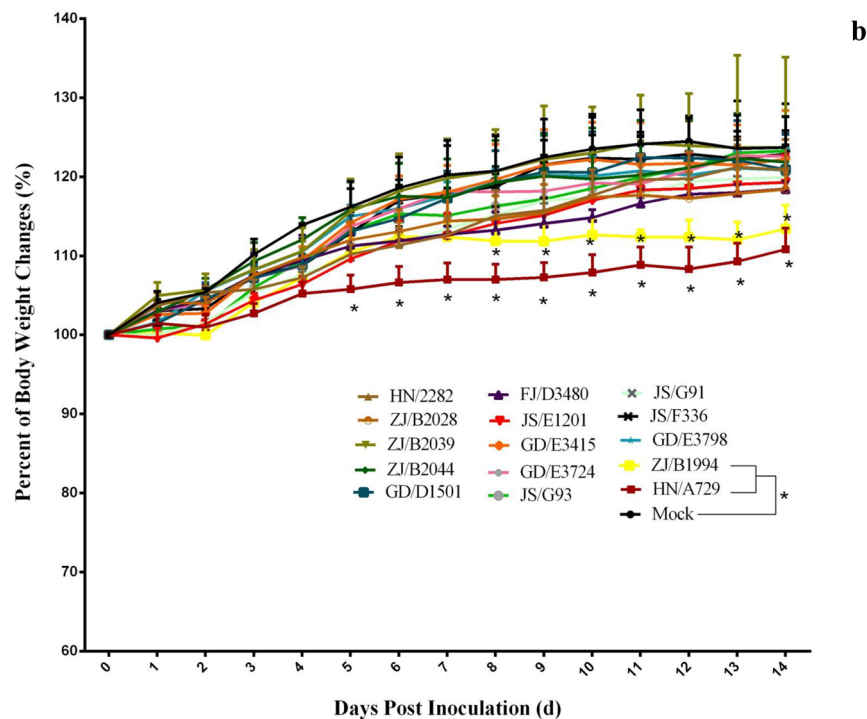 b
140
130
120
110
100
90
80
70
60
Percent of Body Weight Changes (%)
* * * * * * *
*
* * * * * * * * * *
HN/2282 FJ/D3480 JS/G91
ZJ/B2028 JS/E1201 JS/F336
ZJ/B2039 GD/E3415 GD/E3798
ZJ/B2044 GD/E3724 ZJ/B1994
GD/D1501 JS/G93 HN/A729
Mock
*
0 1 2 3 4 5 6 7 8 9 10 11 12 13 14
Days Post Inoculation (d)